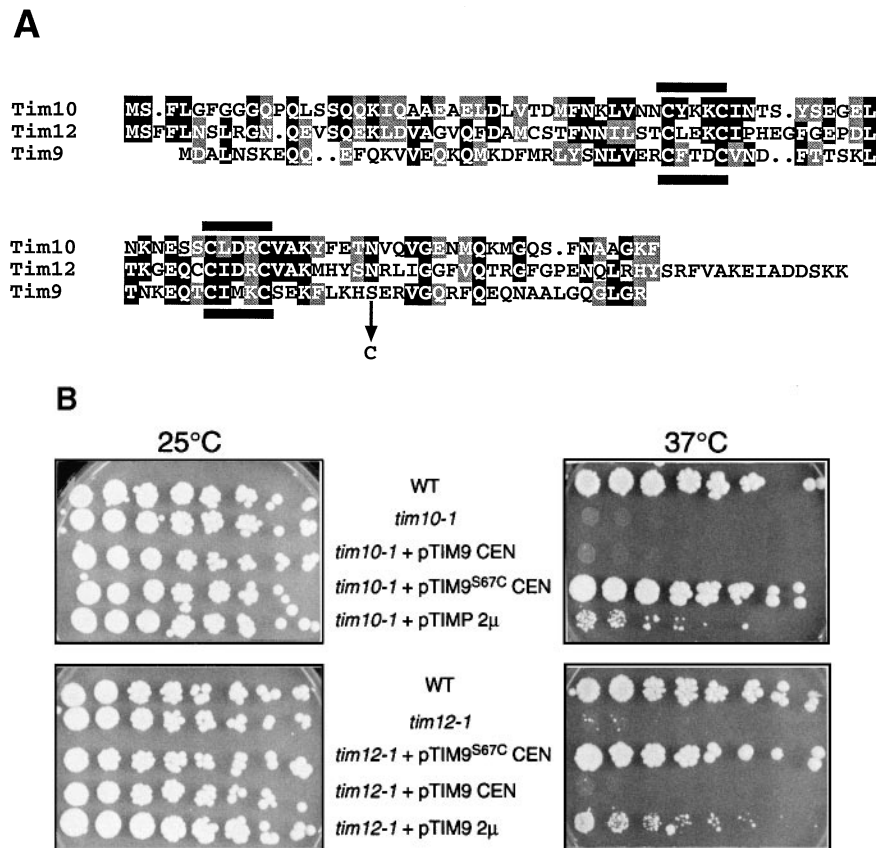 A
Tim10 MS.FLGFGGGQPQLSSQQKIQAAEAELDLVTDMFNKLVNNCYKKCINTS.YSEGEL
Tim12 MSFFLNSLRGN.QEVSQEKLDVAGVQFDAMCSTFNNILSTCLEKCIPHEGFGEPDL
Tim9 MDALNSKEQQ..EFQKVVEQKQMKDFMRLYSNLVERCFTDCVND..FTTSKL
Tim10 NKNESSCLDRCVAKYFETNVQVGENMQKMGQS.FNAAGKF
Tim12 TKGEQCCIDRCVAKMHYSNRLIGGFVQTRGFGPENQLRHYSRFVAKEIADDSKK
Tim9 TNKEQTCIMKCSEKFLKHSERVGQRFQEQNAALGQGLGR
C
B
25°C 37°C
WT
tim10-1
tim10-1 + pTIM9 CEN
tim10-1 + pTIM9S67C CEN
tim10-1 + pTIMP 2µ
WT
tim12-1
tim12-1 + pTIM9S67C CEN
tim12-1 + pTIM9 CEN
tim12-1 + pTIM9 2µ